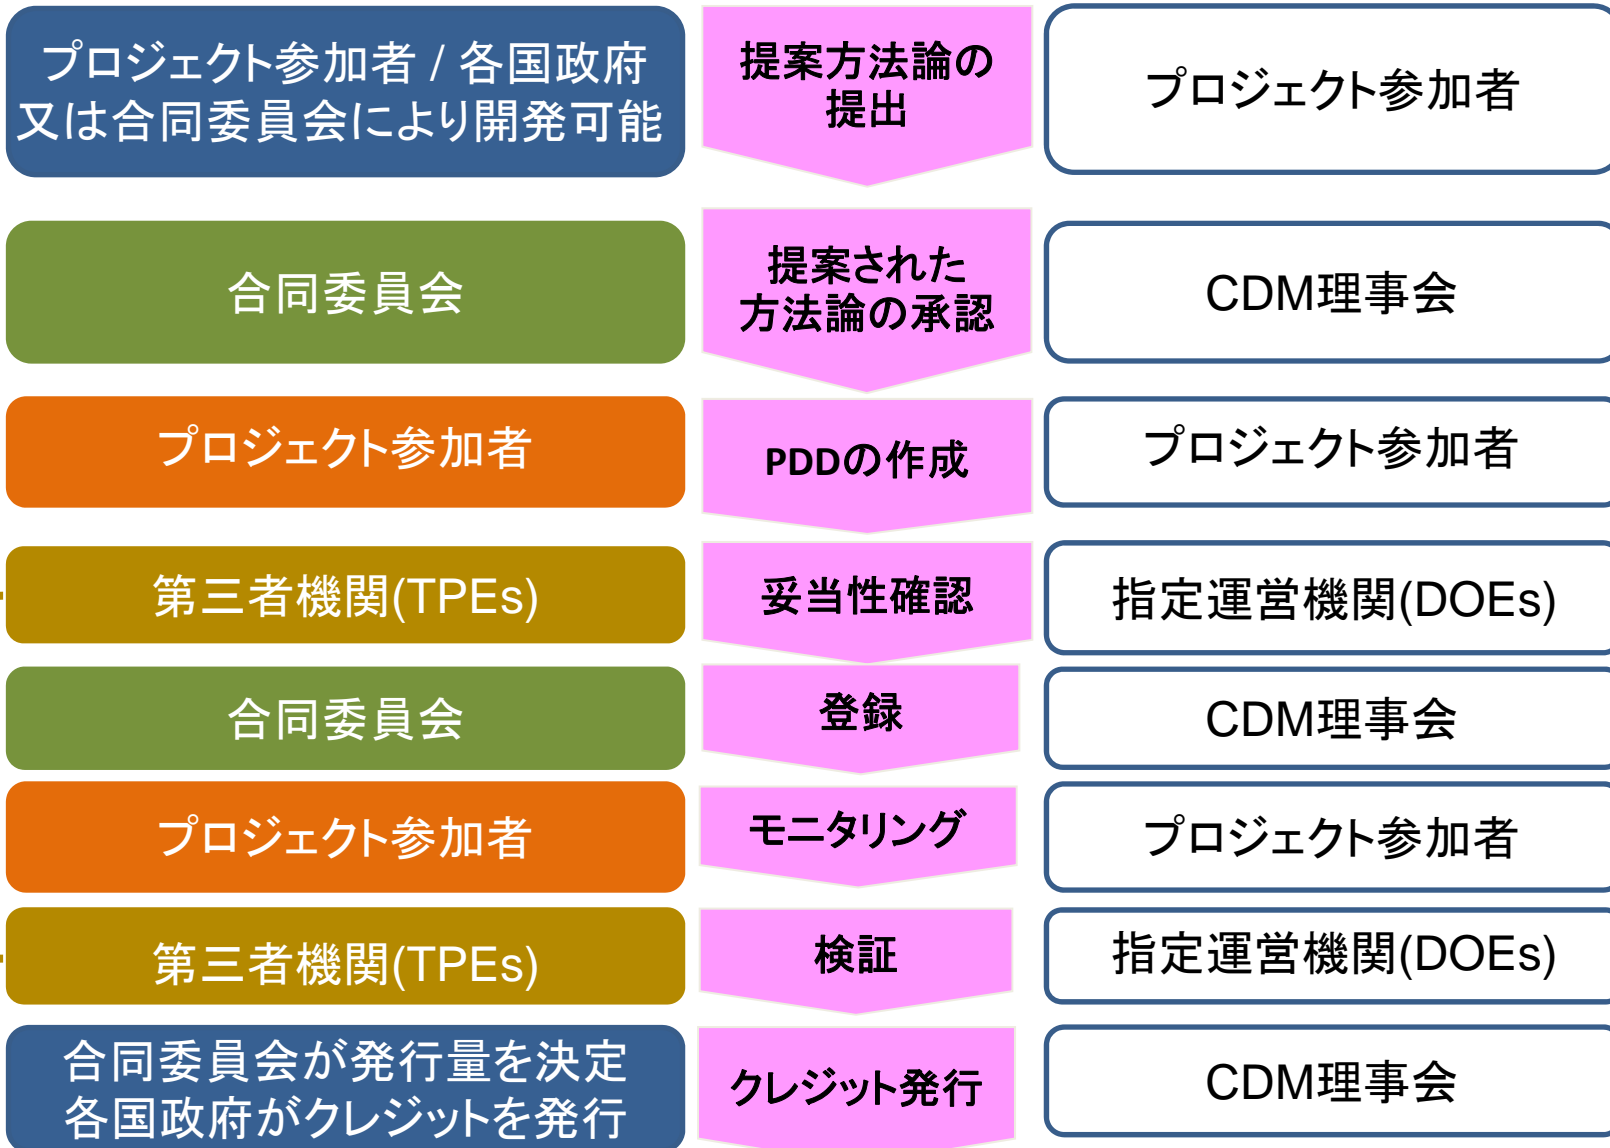 プロジェクト参加者 / 各国政府
又は合同委員会により開発可能
提案方法論の
提出
プロジェクト参加者
合同委員会
提案された
方法論の承認
CDM理事会
プロジェクト参加者
PDDの作成
プロジェクト参加者
第三者機関(TPEs)
妥当性確認
指定運営機関(DOEs)
合同委員会
登録
CDM理事会
プロジェクト参加者
モニタリング
プロジェクト参加者
第三者機関(TPEs)
検証
指定運営機関(DOEs)
合同委員会が発行量を決定
各国政府がクレジットを発行
クレジット発行
CDM理事会